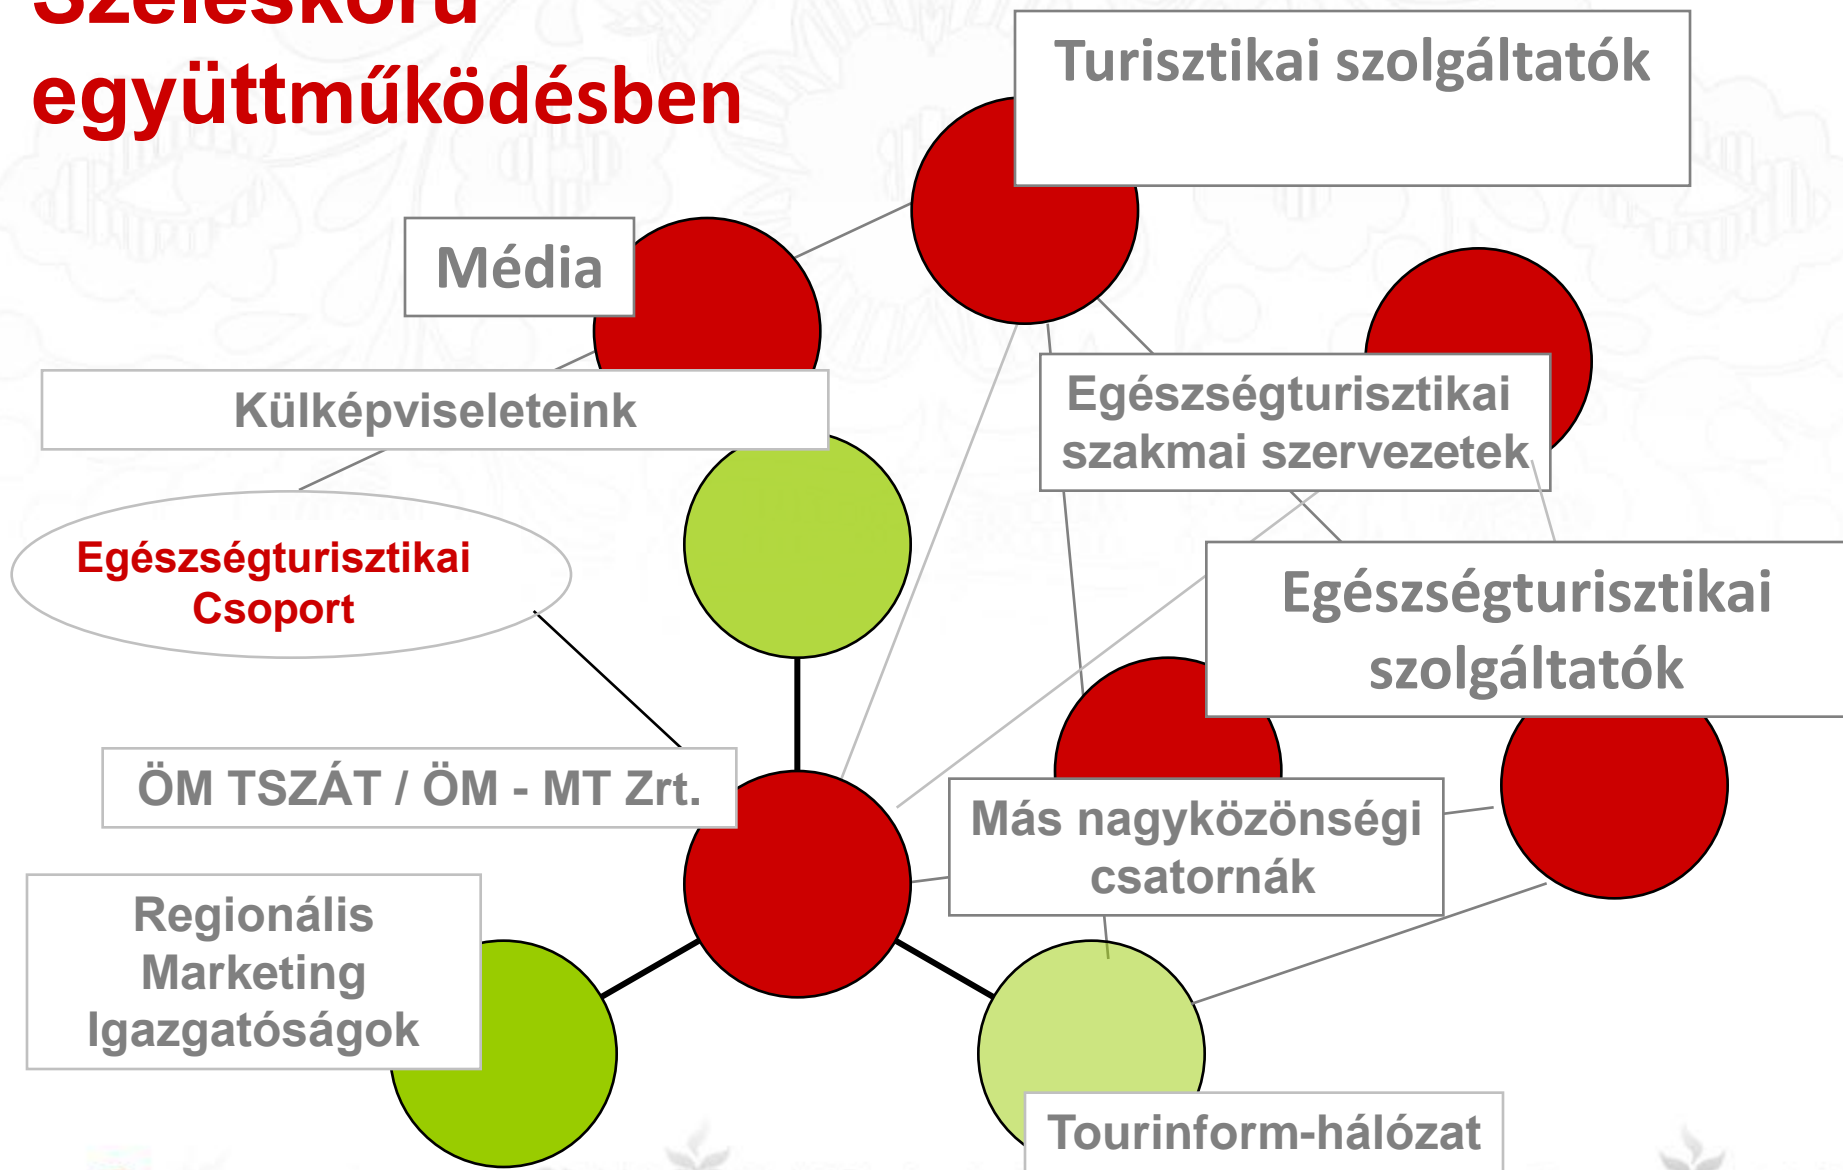 Széleskörű
együttműködésben
Turisztikai szolgáltatók
Média
Külképviseleteink
Egészségturisztikai
szakmai szervezetek
Egészségturisztikai
Csoport
Egészségturisztikai
szolgáltatók
ÖM TSZÁT / ÖM - MT Zrt.
Más nagyközönségi
csatornák
Regionális
Marketing
Igazgatóságok
Tourinform-hálózat